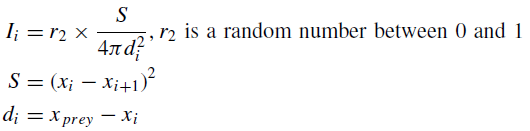 I_i = r_2 × \frac{S}{4πd_i^2}, r_2 is a random number between 0 and 1
S = (x_i − x_{i+1})^2
d_i = x_{prey} − x_i